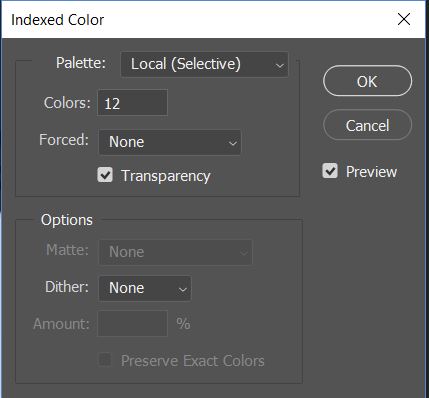 Indexed Color
Palette: Local (Selective)
OK
Colors: 12
Cancel
Forced: None
Transparency
Preview
Options
Matte: None
Dither: None
Amount: %
Preserve Exact Colors